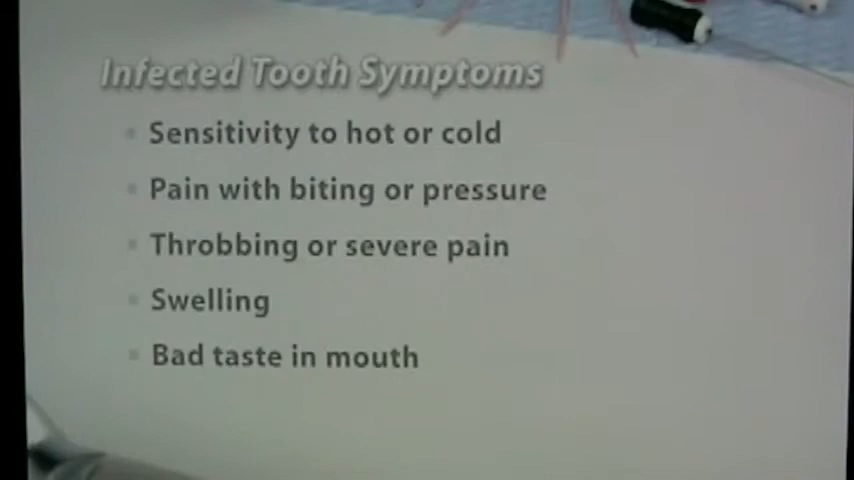 Infected Tooth Symptoms
Sensitivity to hot or cold
Pain with biting or pressure
Throbbing or severe pain
Swelling
Bad taste in mouth